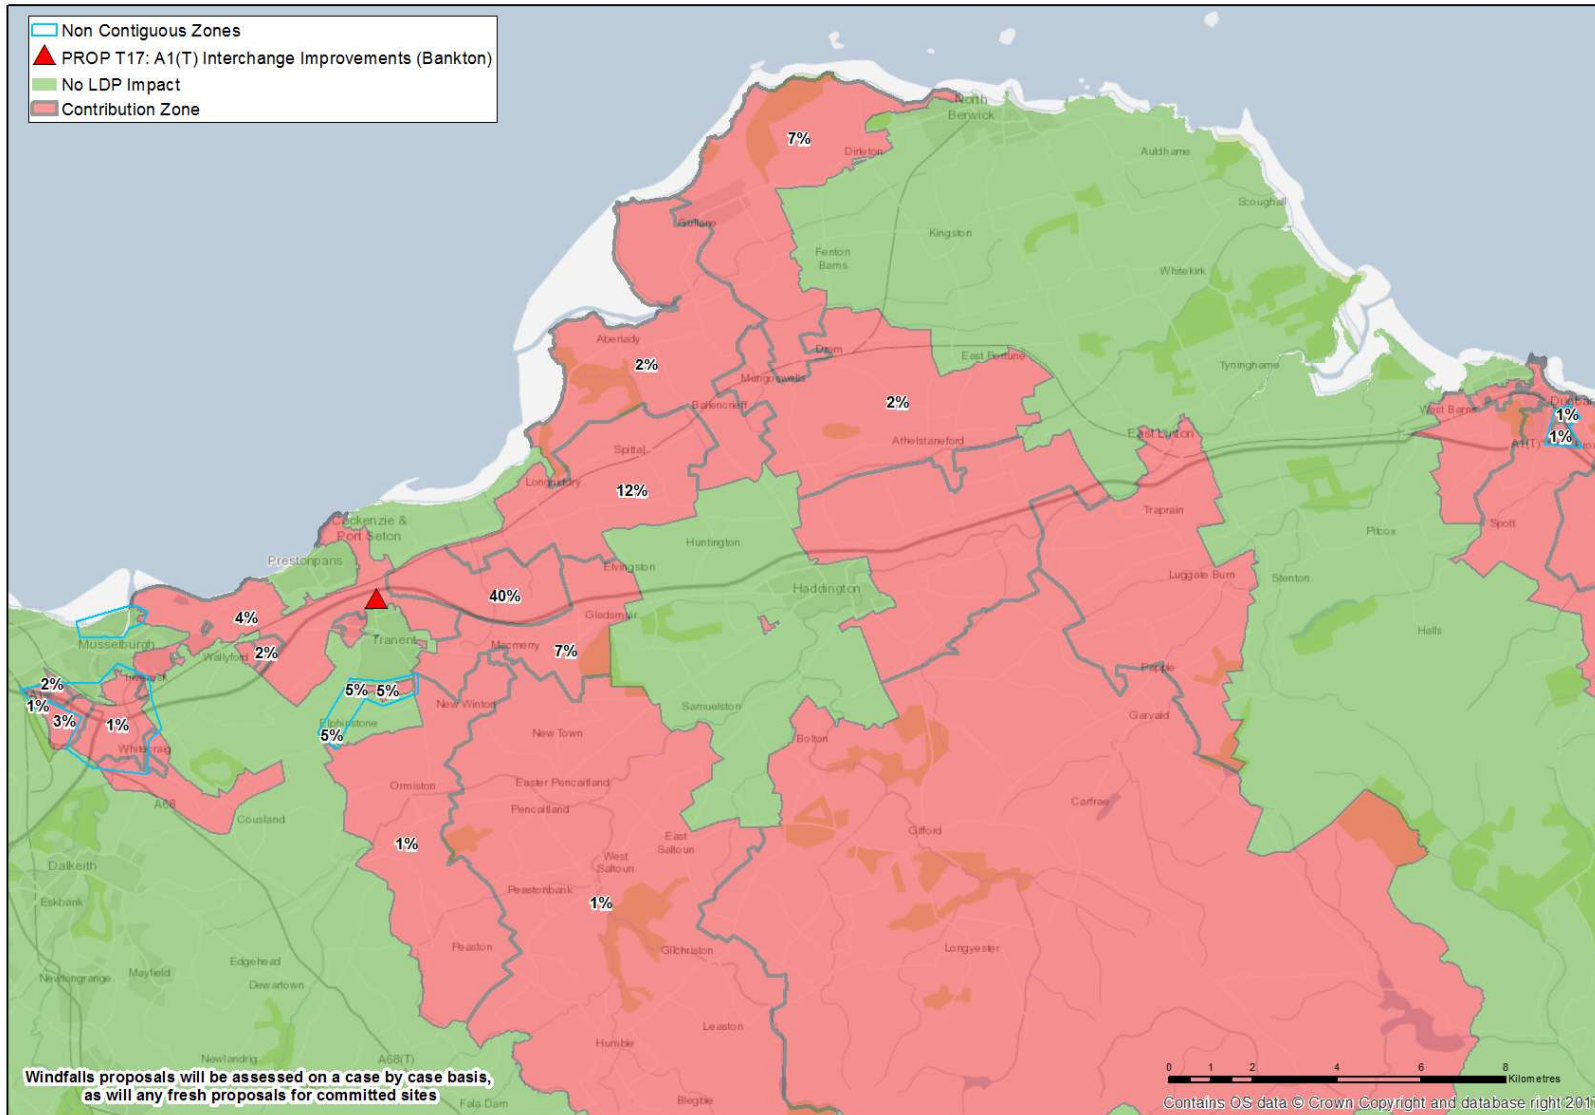 Non Contiguous Zones
PROP T17: A1(T) Interchange Improvements (Bankton)
No LDP Impact
Contribution Zone
North
Berwick
7%
Dirleton
Auldhame
Scoughall
Gullane
Kingston
Fenton
Barns
Whitekirk
Aberlady
Drem
East Fortune
Tyninghame
2%
Mungoswells
Ballencrieff
2%
West Barns
Dunbar
1%
1%
A1(T)
Athelstaneford
East Linton
Spittal
Longniddry
12%
Traprain
Spott
Pitcox
Cockenzie &
Port Seton
Prestonpans
Huntington
Elvingston
Luggate Burn
Stenton
40%
Haddington
Gladsmuir
4%
Musselburgh
Tranent
Macmerry
7%
Halls
Wallyford
2%
Papple
Inveresk
2%
5%
5%
1%
3%
1%
New Winton
Samuelston
Garvald
Elphinstone
5%
New Town
Bolton
Whitecraig
Ormiston
Easter Pencaitland
Pencaitland
Carfrae
A68
Cousland
Gifford
East
Saltoun
1%
West
Saltoun
Dalkeith
Peastonbank
Eskbank
1%
Peaston
Gilchriston
Longyester
Edgehead
Newtongrange
Mayfield
Dewartown
Leaston
Humbie
Newlandrig
A68(T)
Windfalls proposals will be assessed on a case by case basis,
as will any fresh proposals for committed sites
Fala Dam
Blegbie
0 1 2 4 6 8
Kilometres
Contains OS data © Crown Copyright and database right 201